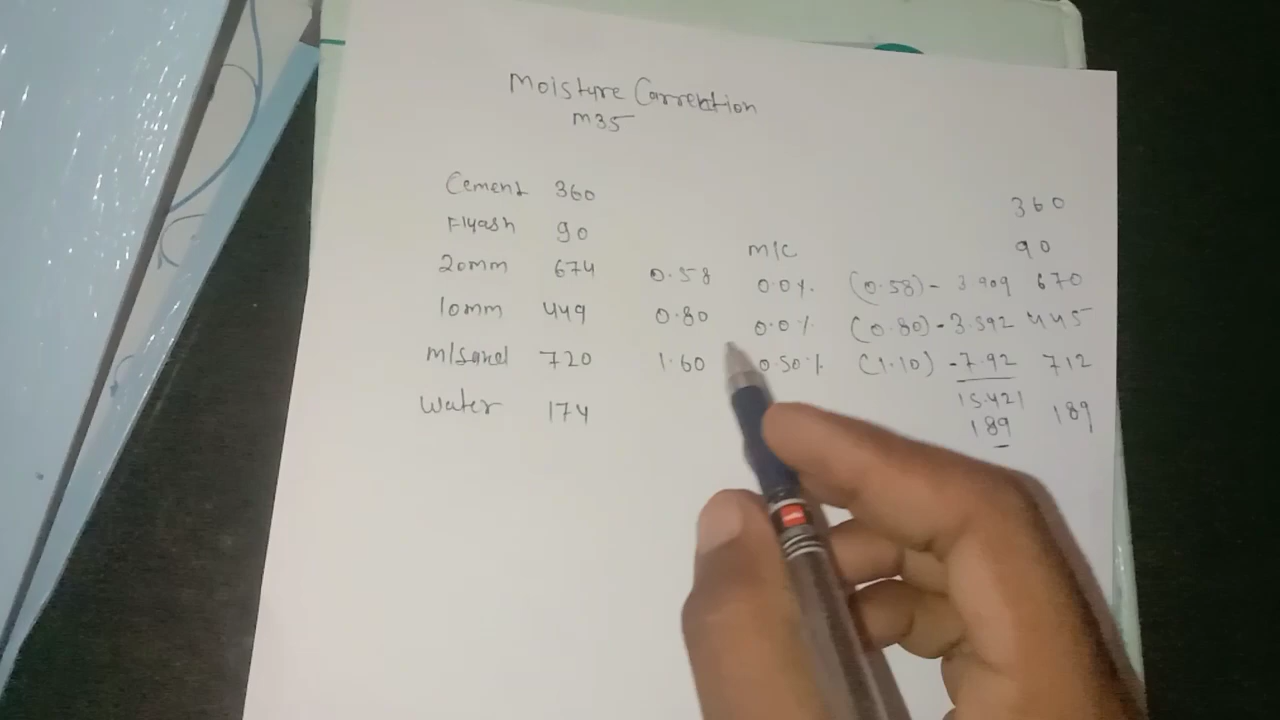 Moisture Correction
M35
Cement 360 360
Flyash 90 90
M/C
20mm 674 0.58 0.0%. (0.58) - 3.909 670
10mm 449 0.80 0.0% (0.80) - 3.592 445
M/Sand 720 1.60 0.50% (1.10) - 7.92 712
Water 174 15.421 189
189